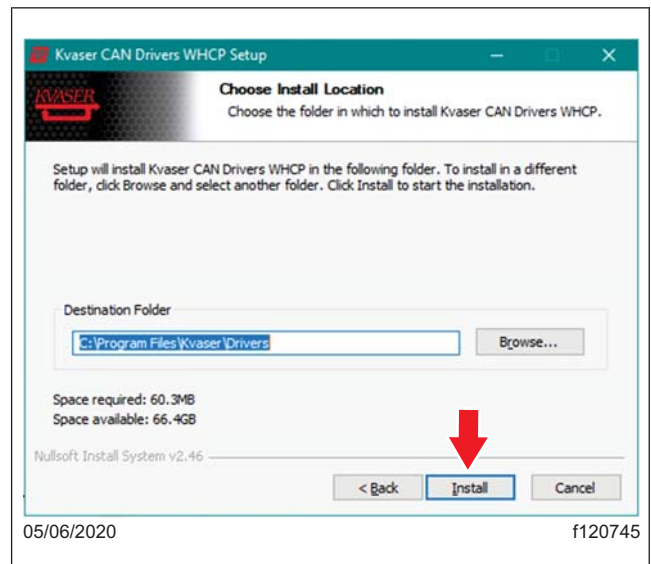 Kvaser CAN Drivers WHCP Setup
KVASER
Choose Install Location
Choose the folder in which to install Kvaser CAN Drivers WHCP.
Setup will install Kvaser CAN Drivers WHCP in the following folder. To install in a different
folder, click Browse and select another folder. Click Install to start the installation.
Destination Folder
C:\Program Files\Kvaser\Drivers
Browse...
Space required: 60.3MB
Space available: 66.4GB
Nullsoft Install System v2.46
< Back Install Cancel
05/06/2020 f120745